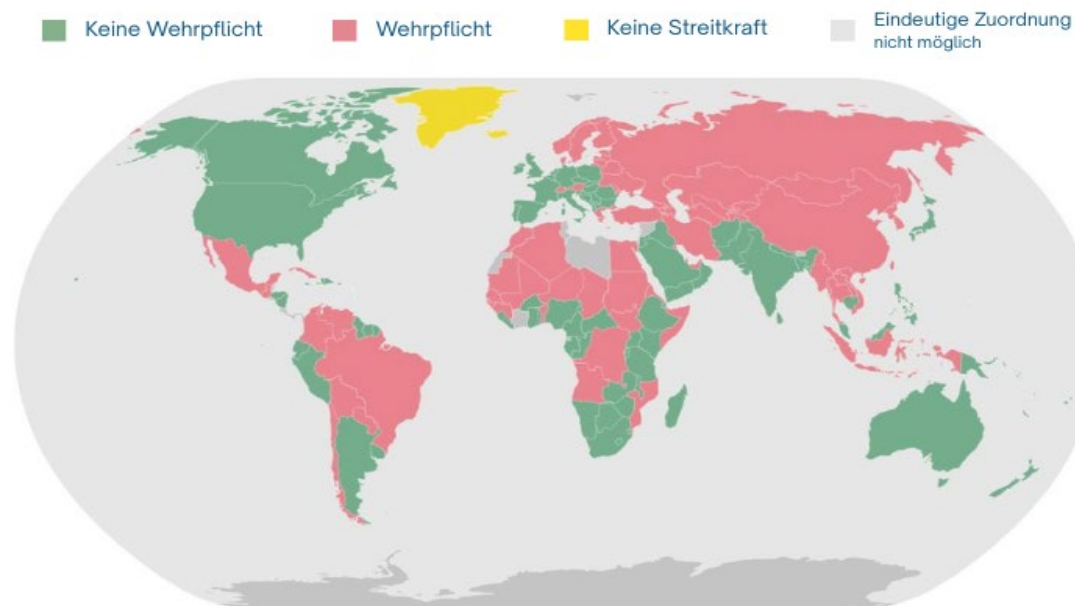 Keine Wehrpflicht
Wehrpflicht
Keine Streitkraft
Eindeutige Zuordnung
nicht möglich